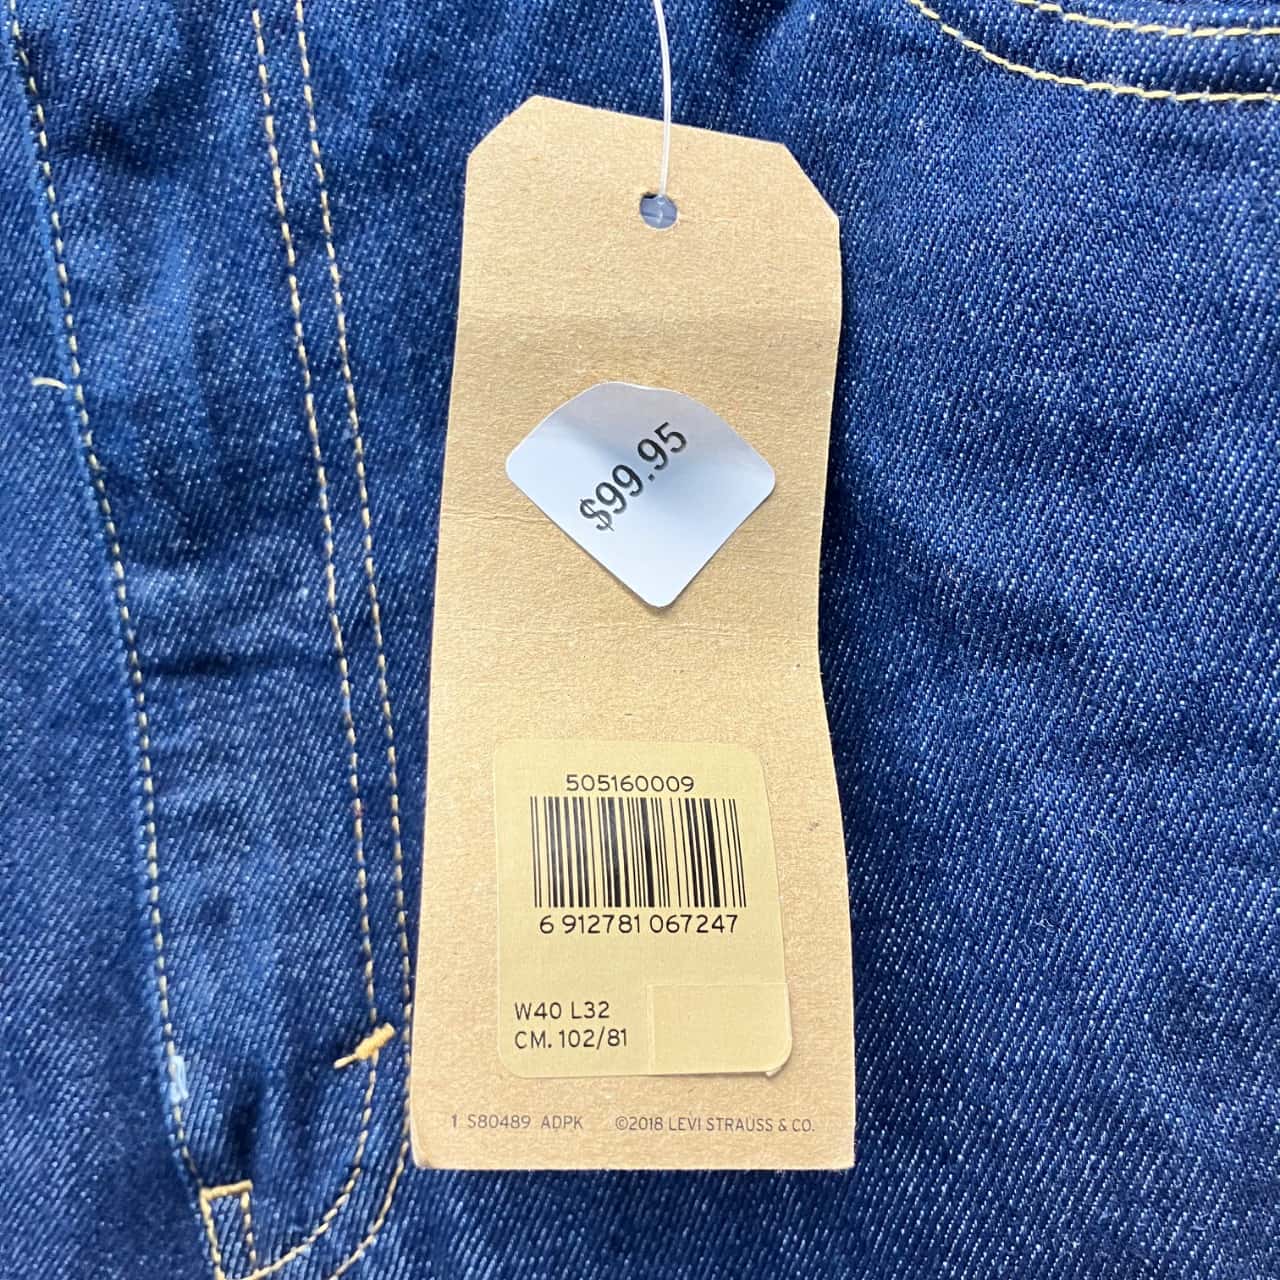 $99.95
505160009
6 912781 067247
W40 L32
CM. 102/81
1 S80489 ADPK ©2018 LEVI STRAUSS & CO.